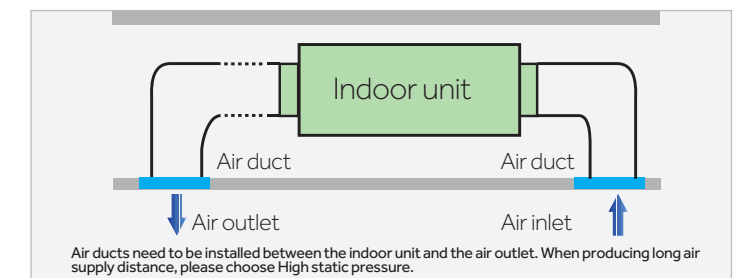 Indoor unit
Air duct
Air duct
Air outlet
Air inlet
Air ducts need to be installed between the indoor unit and the air outlet. When producing long air
supply distance, please choose High static pressure.